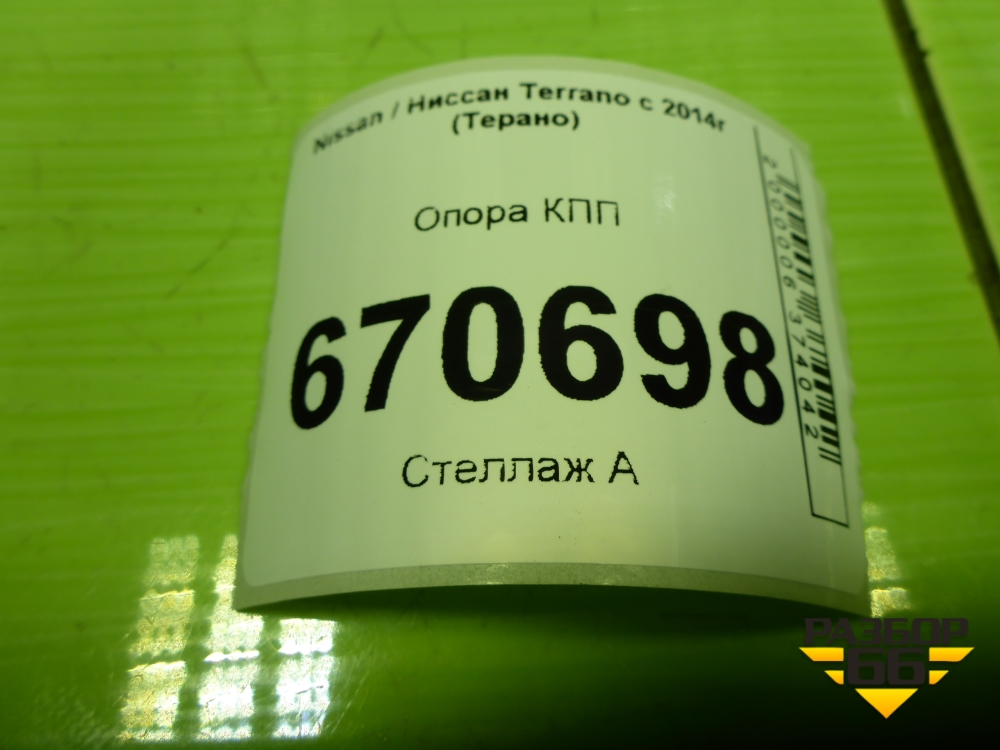 Nissan / Ниссан Terrano с 2014г
(Терано)
Опора КПП
670698
Стеллаж А
2000006374042
РАЗБОР
66